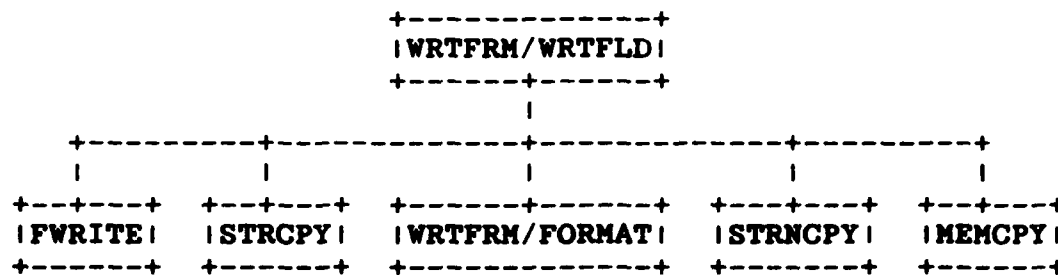 WRTFRM/WRTFLD
FWRITE STRCPY WRTFRM/FORMAT STRNCPY MEMCPY